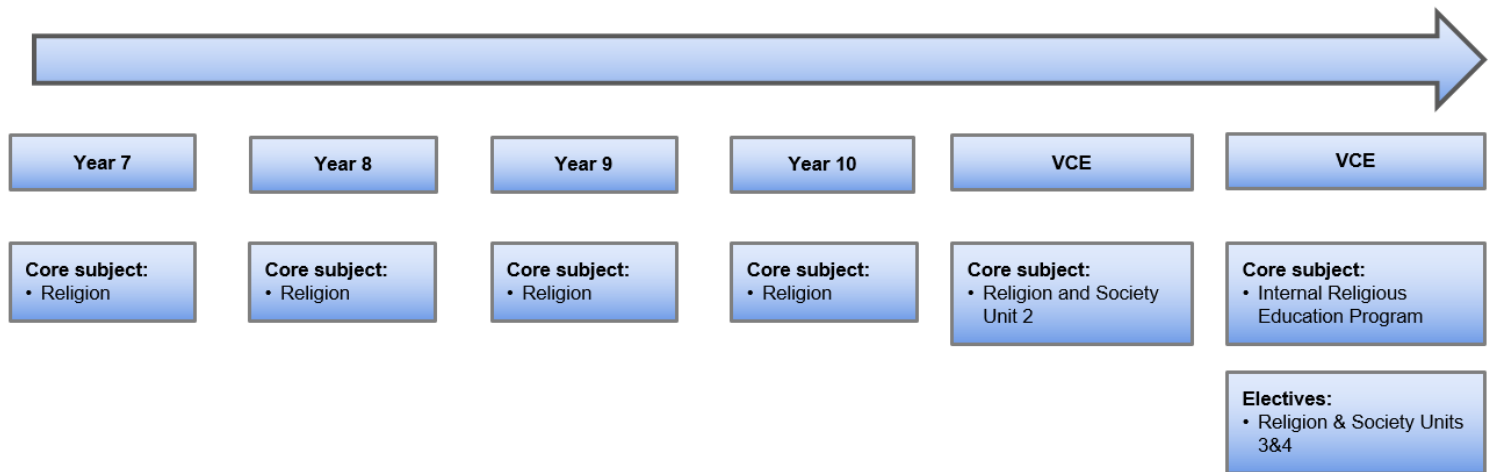 Year 7
Year 8
Year 9
Year 10
VCE
VCE
Core subject:
• Religion
Core subject:
• Religion
Core subject:
• Religion
Core subject:
• Religion
Core subject:
• Religion and Society
Unit 2
Core subject:
• Internal Religious
Education Program
Electives:
• Religion & Society Units
3&4